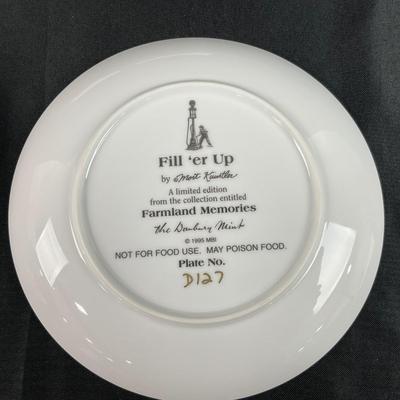 Fill 'er Up
by Mort Künstler
A limited edition
from the collection entitled
Farmland Memories
the Danbury Mint
© 1995 MBI
NOT FOR FOOD USE. MAY POISON FOOD.
Plate No.
D127